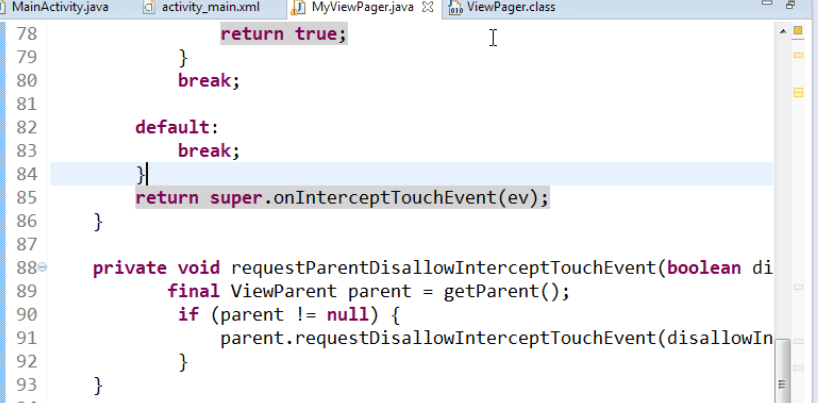 MainActivity.java activity_main.xml MyViewPager.java ViewPager.class
78 return true;
79 }
80 break;
81
82 default:
83 break;
84 }
85 return super.onInterceptTouchEvent(ev);
86 }
87
88 private void requestParentDisallowInterceptTouchEvent(boolean di
89 final ViewParent parent = getParent();
90 if (parent != null) {
91 parent.requestDisallowInterceptTouchEvent(disallowIn
92 }
93 }